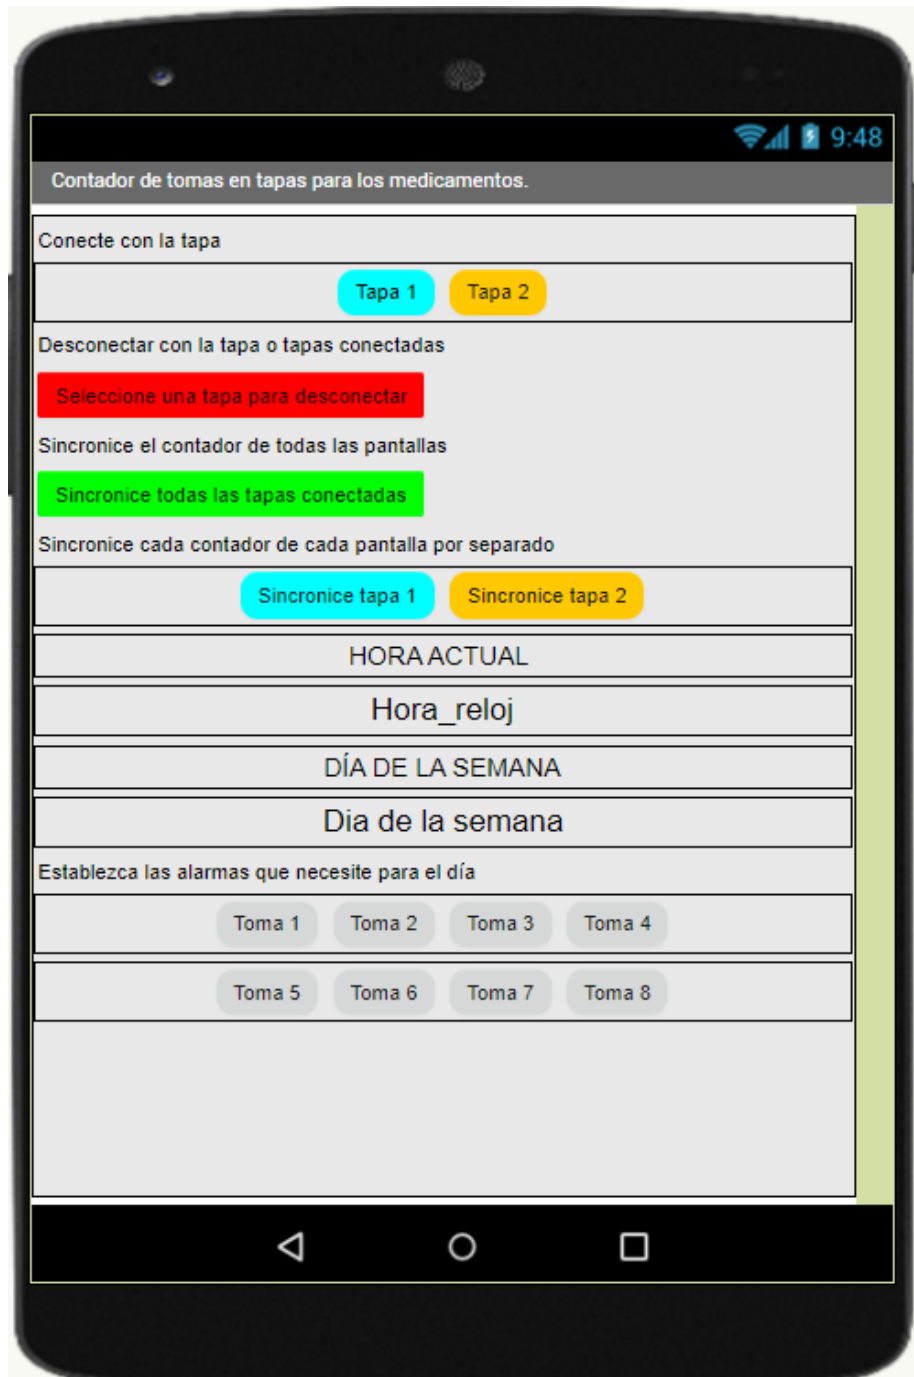 9:48
Contador de tomas en tapas para los medicamentos.
Conecte con la tapa
Tapa 1 Tapa 2
Desconectar con la tapa o tapas conectadas
Seleccione una tapa para desconectar
Sincronice el contador de todas las pantallas
Sincronice todas las tapas conectadas
Sincronice cada contador de cada pantalla por separado
Sincronice tapa 1 Sincronice tapa 2
HORA ACTUAL
Hora_reloj
DÍA DE LA SEMANA
Dia de la semana
Establezca las alarmas que necesite para el día
Toma 1 Toma 2 Toma 3 Toma 4
Toma 5 Toma 6 Toma 7 Toma 8